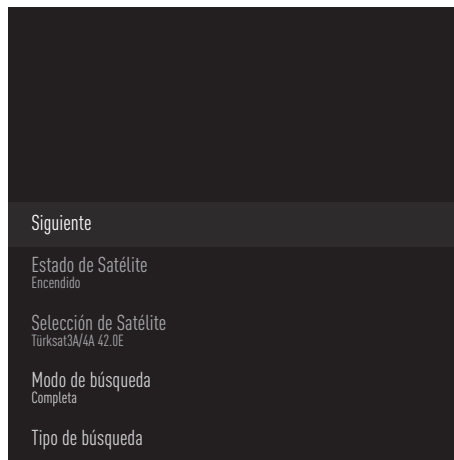 Siguiente
Estado de Satélite
Encendido
Selección de Satélite
Türksat3A/4A 42.0E
Modo de búsqueda
Completa
Tipo de búsqueda